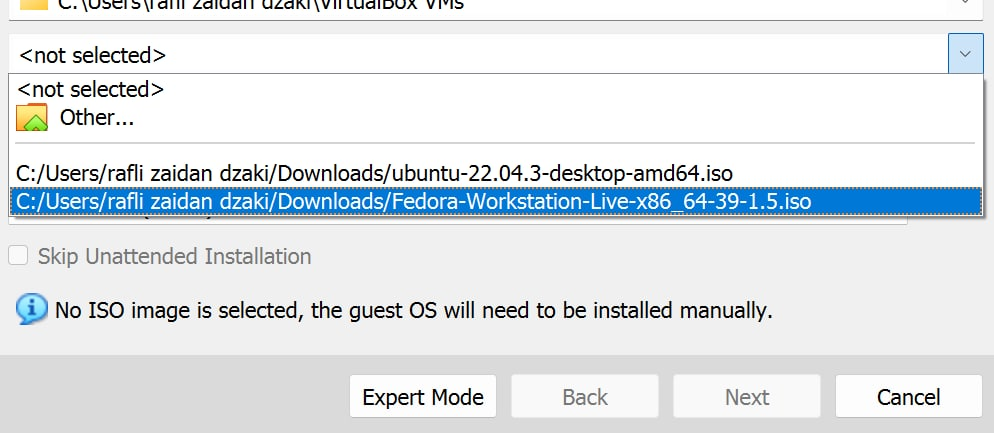 C:\Users\rafli zaidan dzaki\VirtualBox VMs
<not selected>
<not selected>
Other...
C:/Users/rafli zaidan dzaki/Downloads/ubuntu-22.04.3-desktop-amd64.iso
C:/Users/rafli zaidan dzaki/Downloads/Fedora-Workstation-Live-x86_64-39-1.5.iso
Skip Unattended Installation
No ISO image is selected, the guest OS will need to be installed manually.
Expert Mode Back Next Cancel